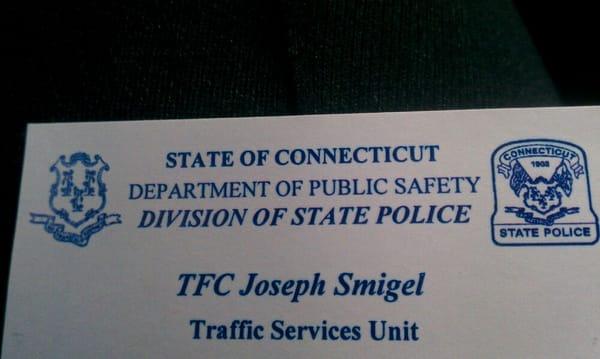 STATE OF CONNECTICUT
DEPARTMENT OF PUBLIC SAFETY
DIVISION OF STATE POLICE
CONNECTICUT
1903
STATE POLICE
TFC Joseph Smigel
Traffic Services Unit